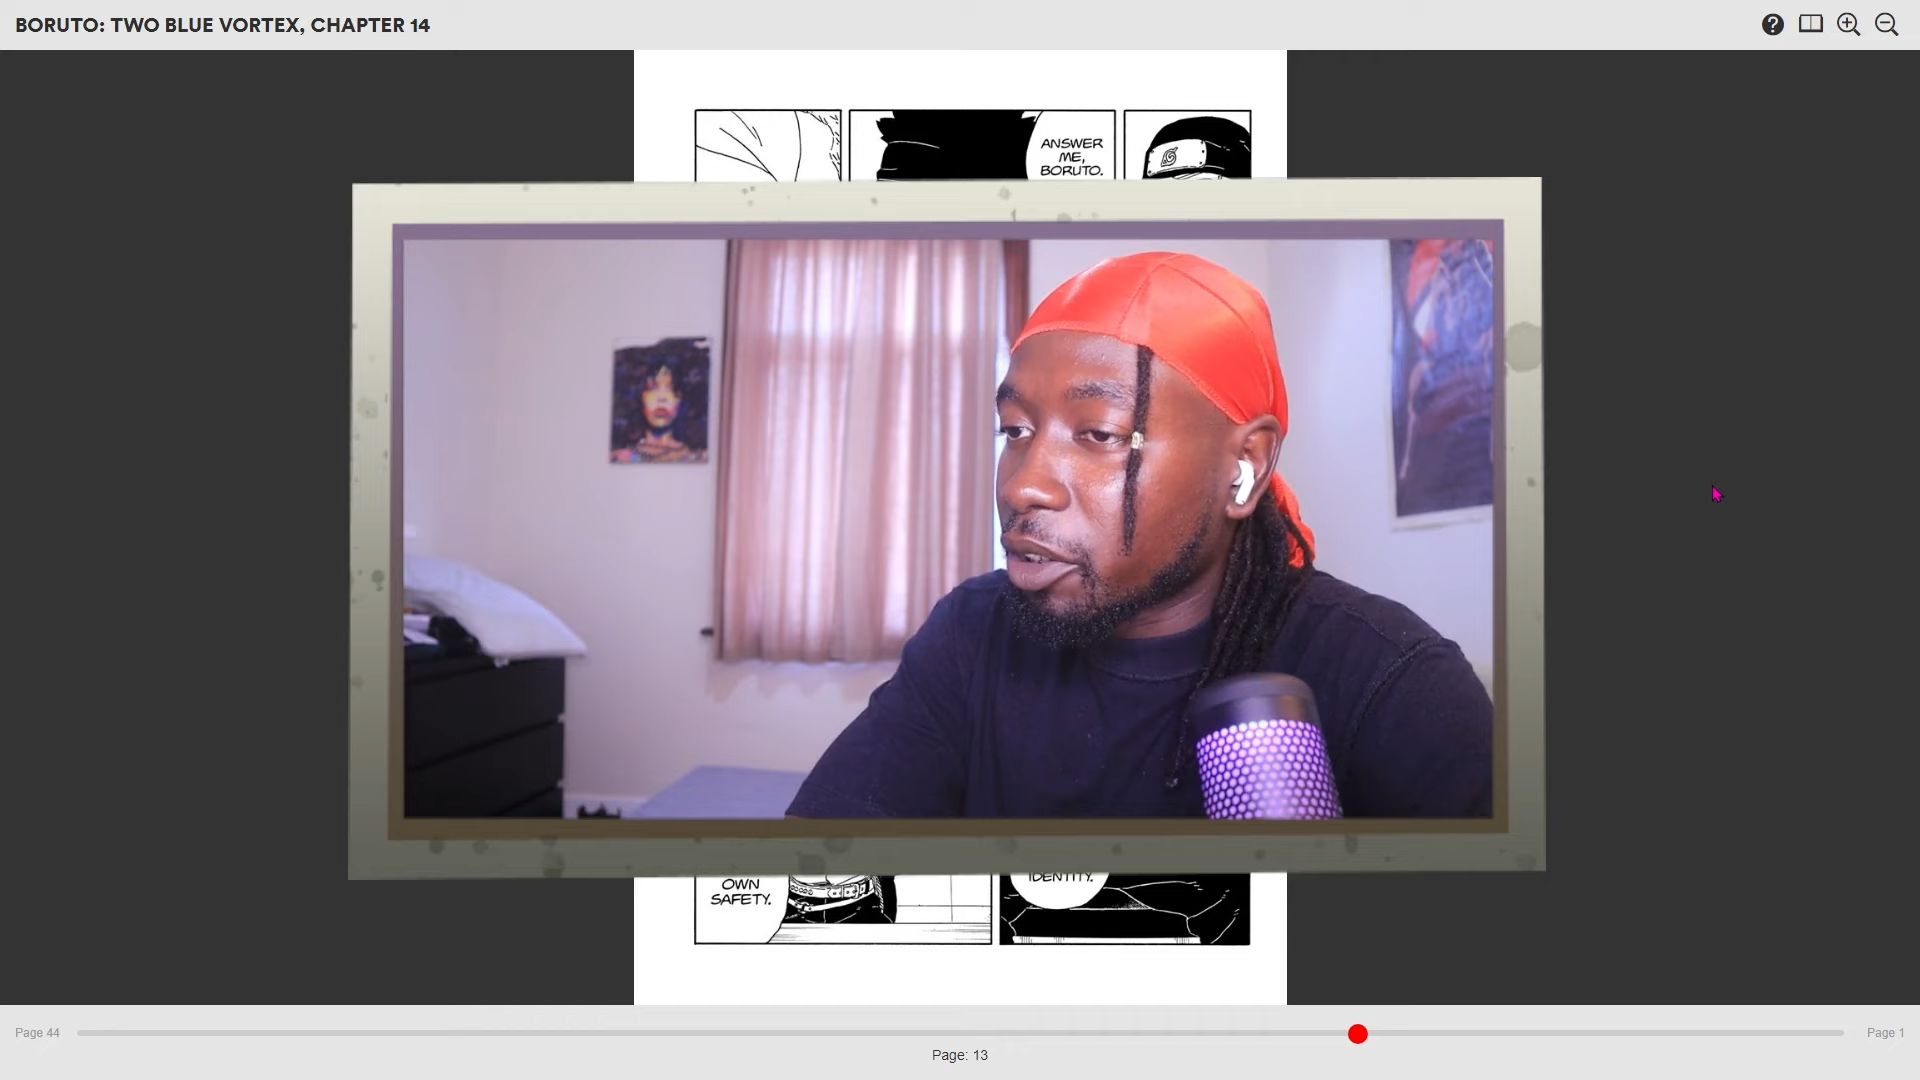 BORUTO: TWO BLUE VORTEX, CHAPTER 14
ANSWER
ME,
BORUTO.
OWN
SAFETY.
IDENTITY.
Page 44
Page 1
Page: 13